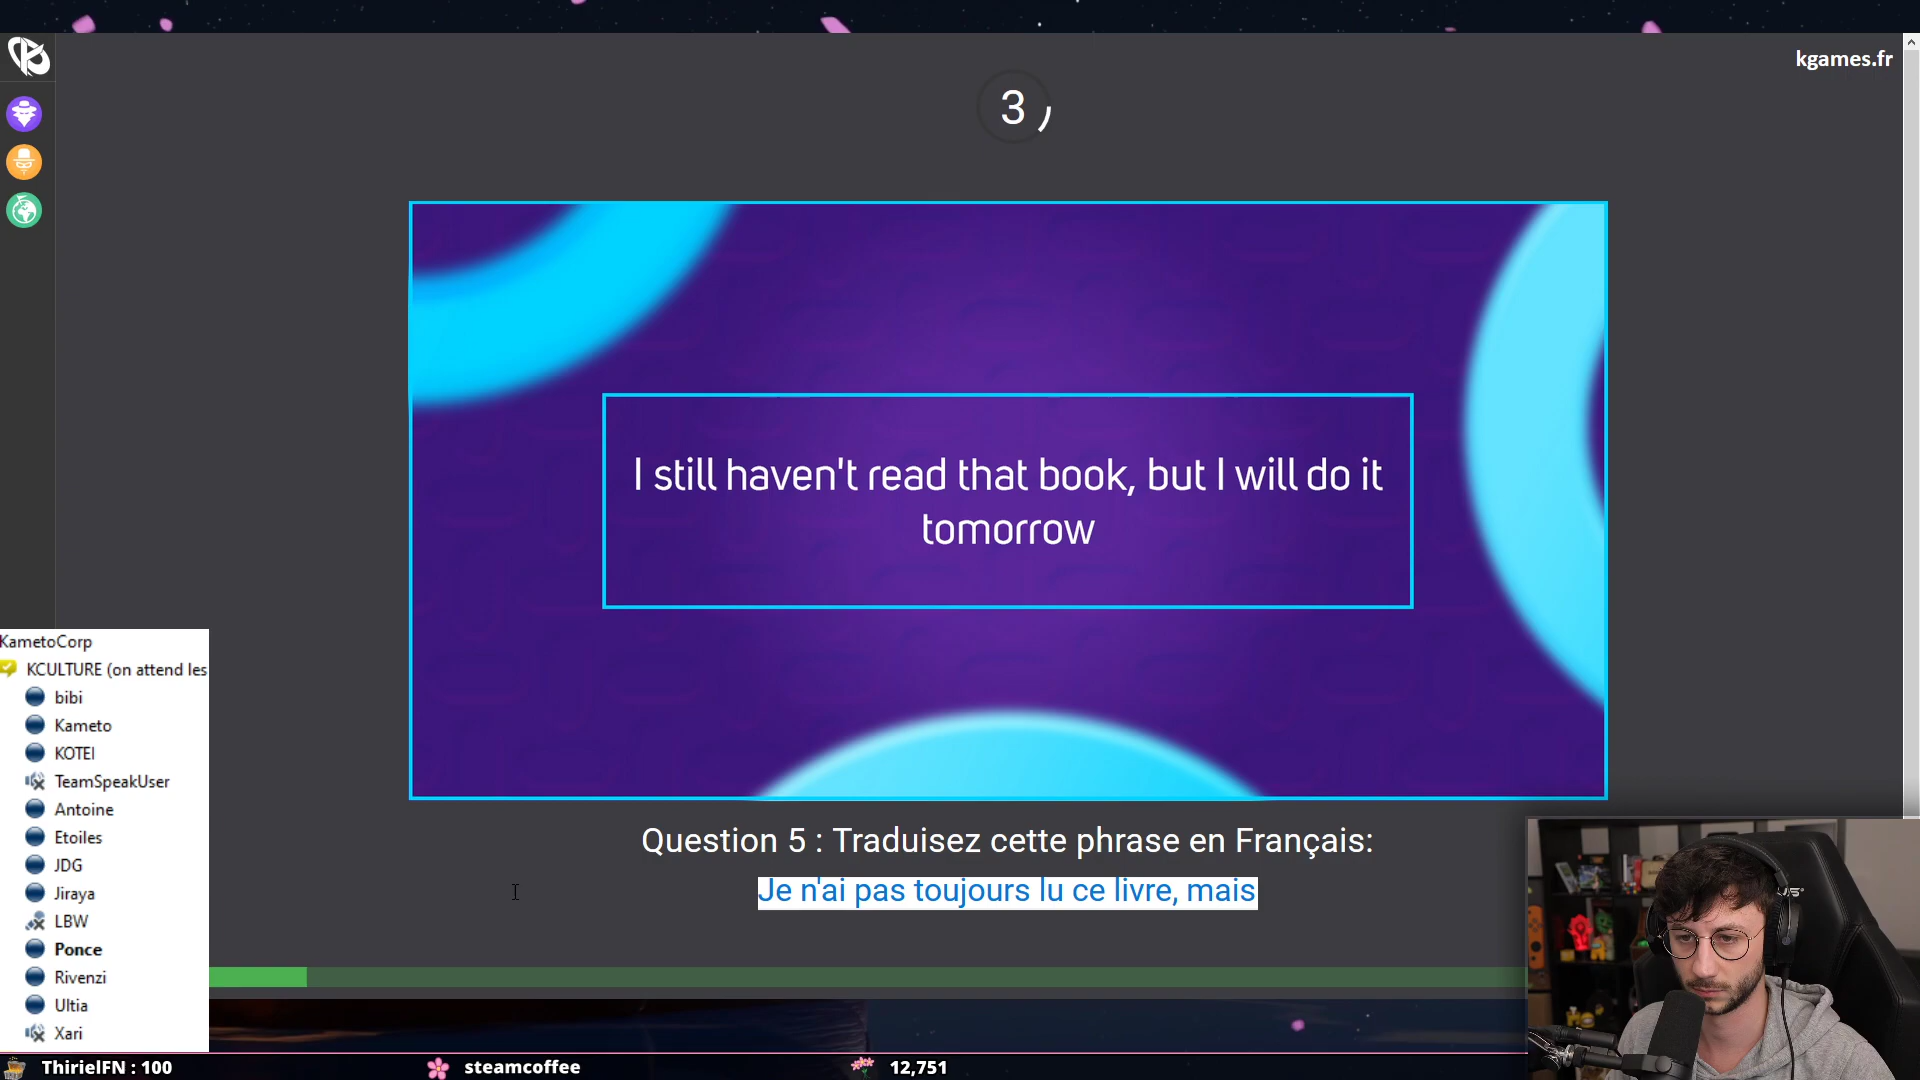 kgames.fr
3
I still haven't read that book, but I will do it
tomorrow
Question 5 : Traduisez cette phrase en Français:
Je n'ai pas toujours lu ce livre, mais
KametoCorp
KCULTURE (on attend les
bibi
Kameto
KOTEI
TeamSpeakUser
Antoine
Etoiles
JDG
Jiraya
LBW
Ponce
Rivenzi
Ultia
Xari
ThirielFN : 100
steamcoffee
12,751